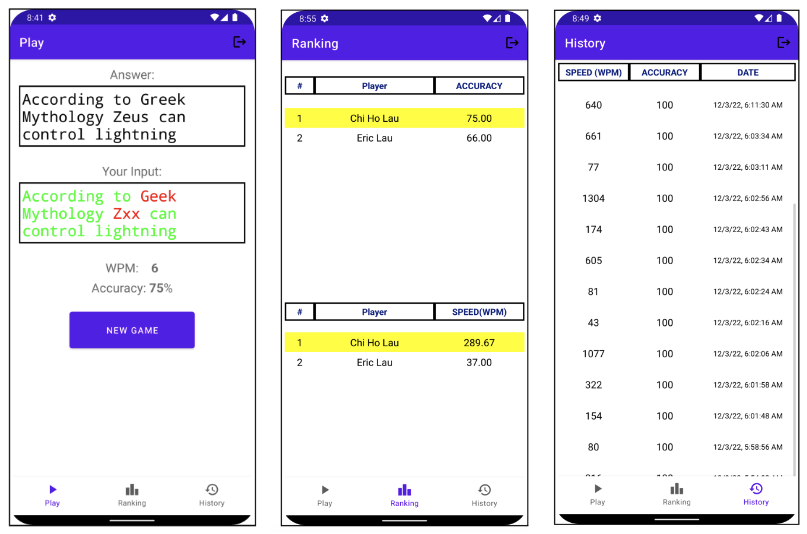 8:41
Play
Answer:
According to Greek
Mythology Zeus can
control lightning
Your Input:
According to Geek
Mythology Zxx can
control lightning
WPM: 6
Accuracy: 75%
NEW GAME
Play Ranking History
8:55
Ranking
# Player ACCURACY
1 Chi Ho Lau 75.00
2 Eric Lau 66.00
# Player SPEED(WPM)
1 Chi Ho Lau 289.67
2 Eric Lau 37.00
Play Ranking History
8:49
History
SPEED (WPM) ACCURACY DATE
640 100 12/3/22, 6:11:30 AM
661 100 12/3/22, 6:03:34 AM
77 100 12/3/22, 6:03:11 AM
1304 100 12/3/22, 6:02:56 AM
174 100 12/3/22, 6:02:43 AM
605 100 12/3/22, 6:02:34 AM
81 100 12/3/22, 6:02:24 AM
43 100 12/3/22, 6:02:16 AM
1077 100 12/3/22, 6:02:06 AM
322 100 12/3/22, 6:01:58 AM
154 100 12/3/22, 6:01:48 AM
80 100 12/3/22, 5:58:56 AM
Play Ranking History